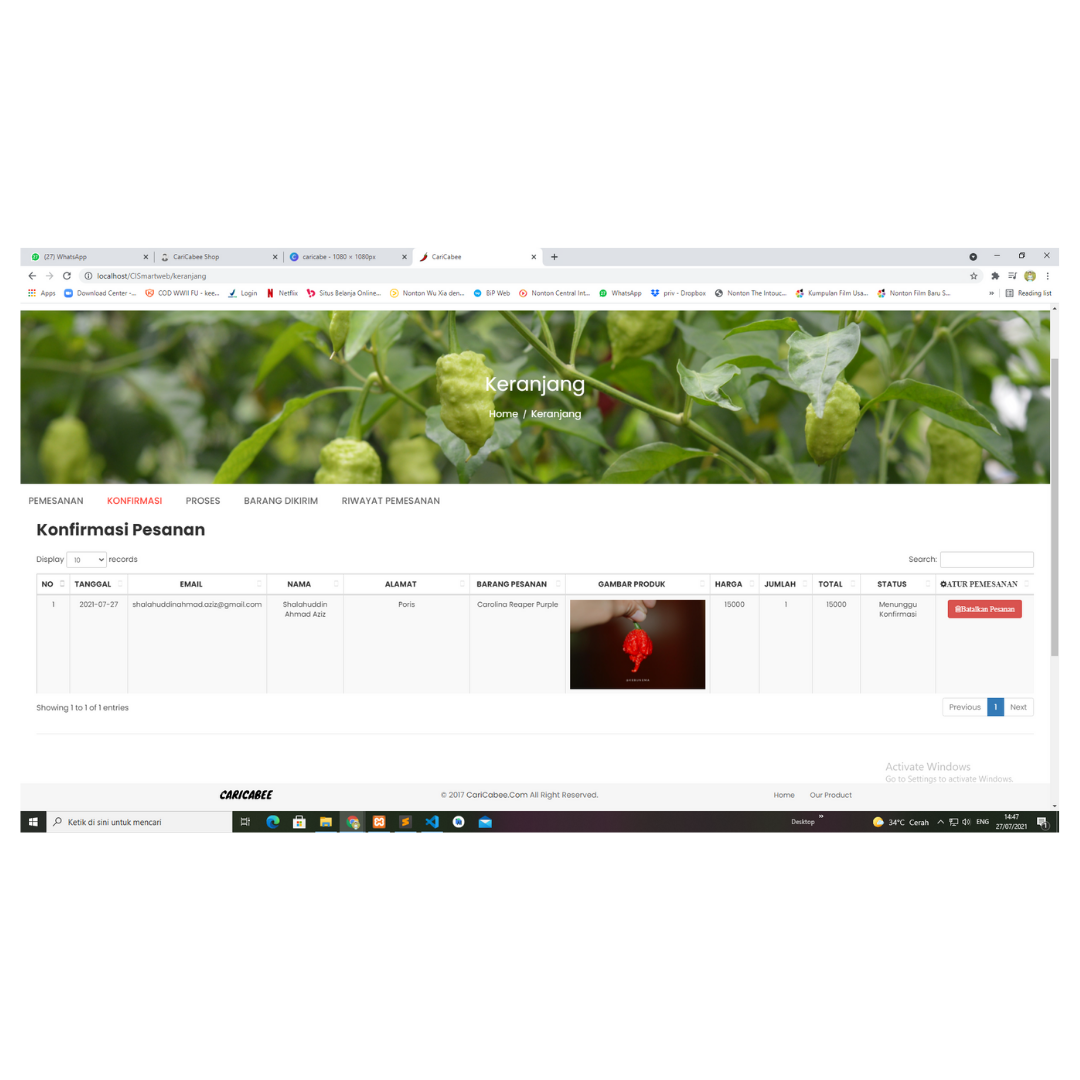 (27) WhatsApp
CariCabee Shop
caricabe - 1080 × 1080px
CariCabee
localhost/CISmartweb/keranjang
Apps
Download Center -...
COD WWII FU - kee...
Login
Netflix
Situs Belanja Online...
Nonton Wu Xia den...
BiP Web
Nonton Central Int...
WhatsApp
priv - Dropbox
Nonton The Intouc...
Kumpulan Film Usa...
Nonton Film Baru S...
»
Reading list
Keranjang
Home / Keranjang
PEMESANAN KONFIRMASI PROSES BARANG DIKIRIM RIWAYAT PEMESANAN
Konfirmasi Pesanan
Display 10 records
Search:
NO TANGGAL EMAIL NAMA ALAMAT BARANG PESANAN GAMBAR PRODUK HARGA JUMLAH TOTAL STATUS ATUR PEMESANAN
1 2021-07-27 shalahuddinahmad.aziz@gmail.com Shalahuddin Poris Carolina Reaper Purple 15000 1 15000 Menunggu Batalkan Pesanan
Ahmad Aziz Konfirmasi
Showing 1 to 1 of 1 entries
Previous 1 Next
Activate Windows
Go to Settings to activate Windows.
CARICABEE
© 2017 CariCabee.Com All Right Reserved.
Home Our Product
Ketik di sini untuk mencari
Desktop »
34°C Cerah
ENG
14:47
27/07/2021
1